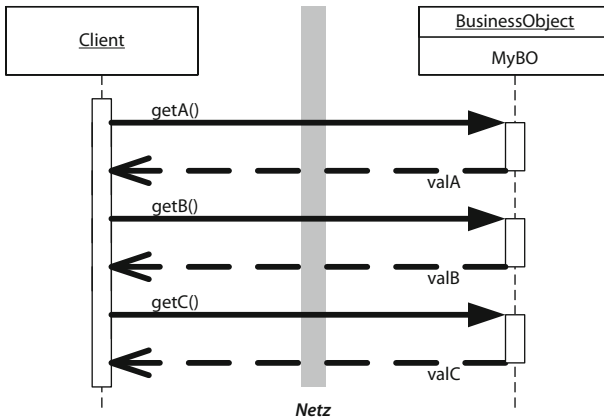 Client
BusinessObject
MyBO
getA()
valA
getB()
valB
getC()
valC
Netz